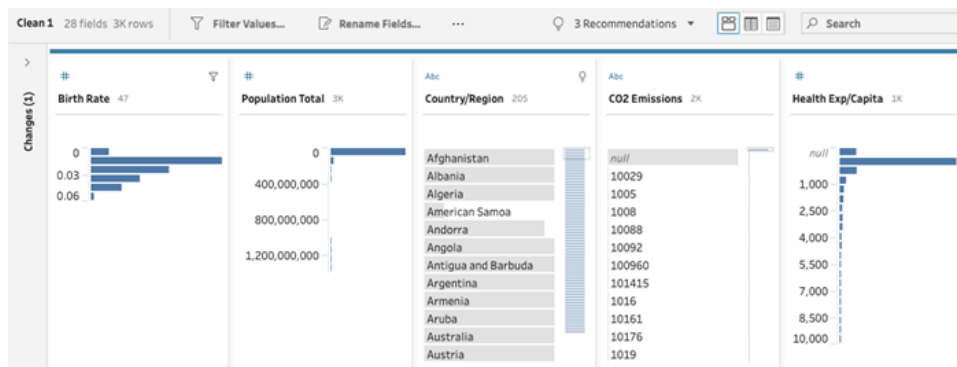 Clean 1 28 fields 3K rows Filter Values... Rename Fields... ... 3 Recommendations Search
Changes (1)
#
Birth Rate 47
0
0.03
0.06
#
Population Total 3K
0
400,000,000
800,000,000
1,200,000,000
Abc
Country/Region 205
Afghanistan
Albania
Algeria
American Samoa
Andorra
Angola
Antigua and Barbuda
Argentina
Armenia
Aruba
Australia
Austria
Abc
CO2 Emissions 2K
null
10029
1005
1008
10088
10092
100960
101415
1016
10161
10176
1019
#
Health Exp/Capita 1K
null
1,000
2,500
4,000
5,500
7,000
8,500
10,000